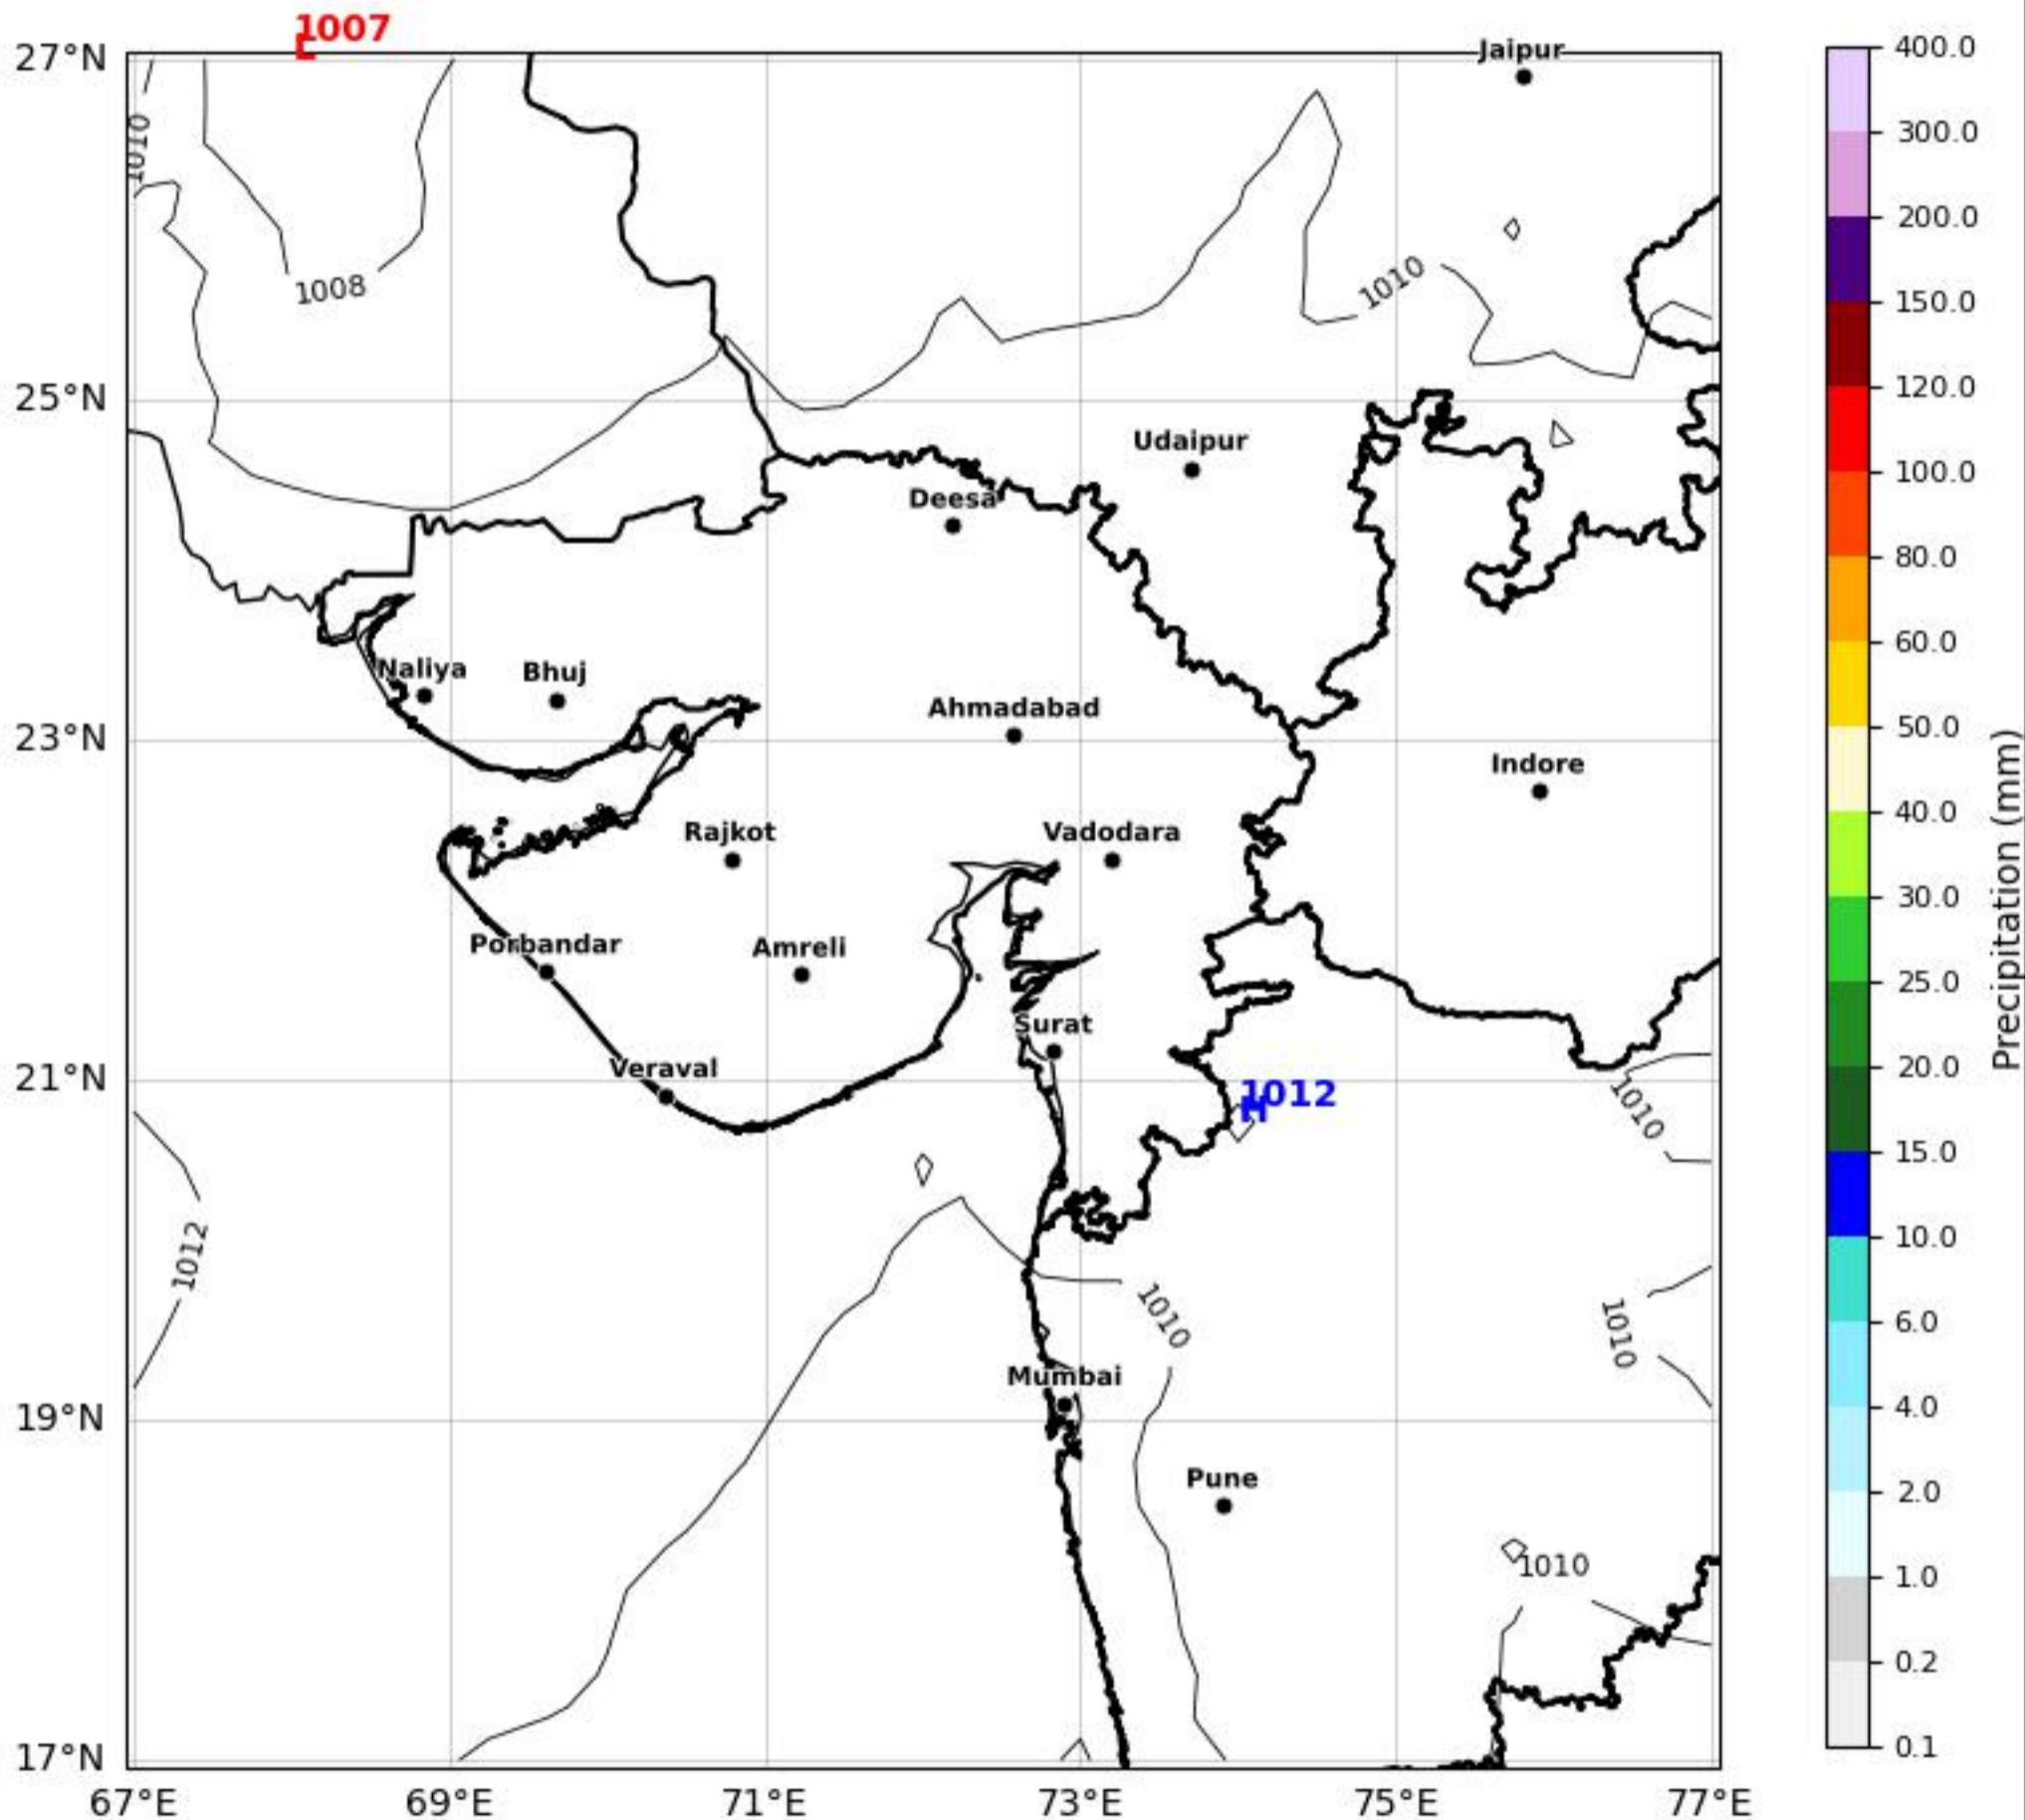 1007
L
27°N
Jaipur
400.0
1010
300.0
200.0
1008
1010
150.0
120.0
25°N
Udaipur
100.0
Deesa
80.0
60.0
Naliya
Bhuj
Ahmadabad
50.0
23°N
Indore
40.0
Rajkot
Vadodara
30.0
Porbandar
Amreli
25.0
Precipitation (mm)
Surat
20.0
Veraval
21°N
1012
H
1010
15.0
1012
10.0
1010
1010
6.0
Mumbai
4.0
19°N
Pune
2.0
1010
1.0
0.2
17°N
0.1
67°E
69°E
71°E
73°E
75°E
77°E